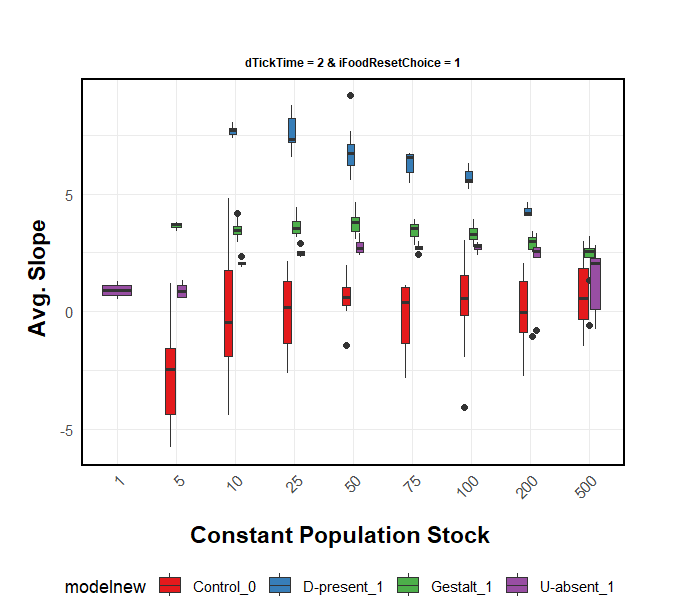 dTickTime = 2 & iFoodResetChoice = 1
Avg. Slope
5
0
-5
1 5 10 25 50 75 100 200 500
Constant Population Stock
modelnew Control_0 D-present_1 Gestalt_1 U-absent_1